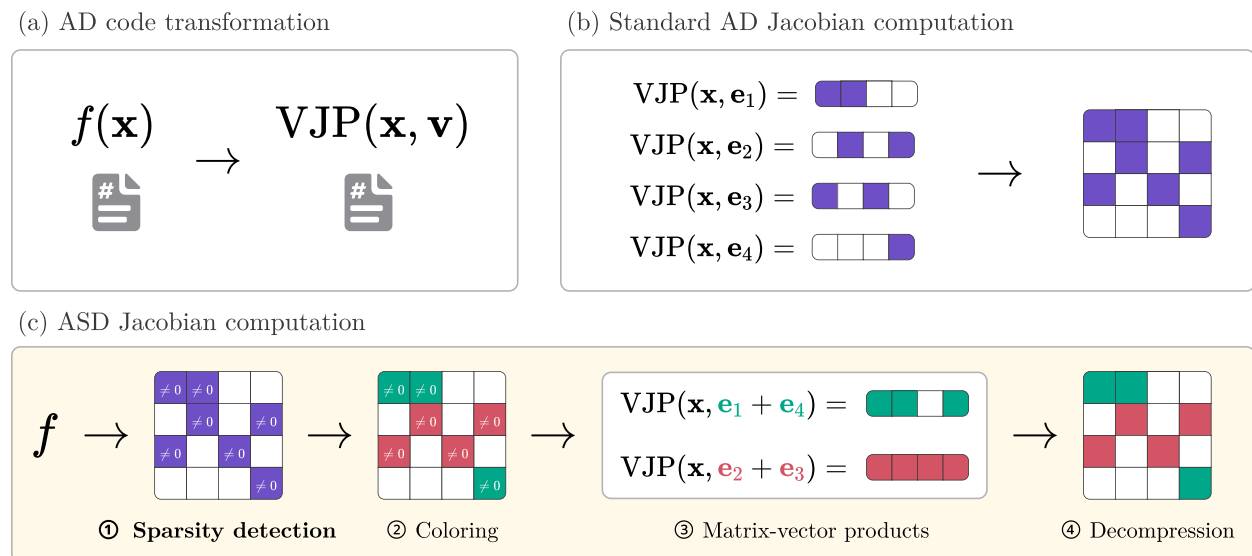 (a) AD code transformation
f(x) → VJP(x, v)
# #
(b) Standard AD Jacobian computation
VJP(x, e₁) =
VJP(x, e₂) =
VJP(x, e₃) =
VJP(x, e₄) =
→
(c) ASD Jacobian computation
f → → → →
≠ 0 ≠ 0
≠ 0 ≠ 0
≠ 0 ≠ 0
≠ 0
① Sparsity detection
≠ 0 ≠ 0
≠ 0 ≠ 0
≠ 0 ≠ 0
≠ 0
② Coloring
VJP(x, e₁ + e₄) =
VJP(x, e₂ + e₃) =
③ Matrix-vector products
④ Decompression